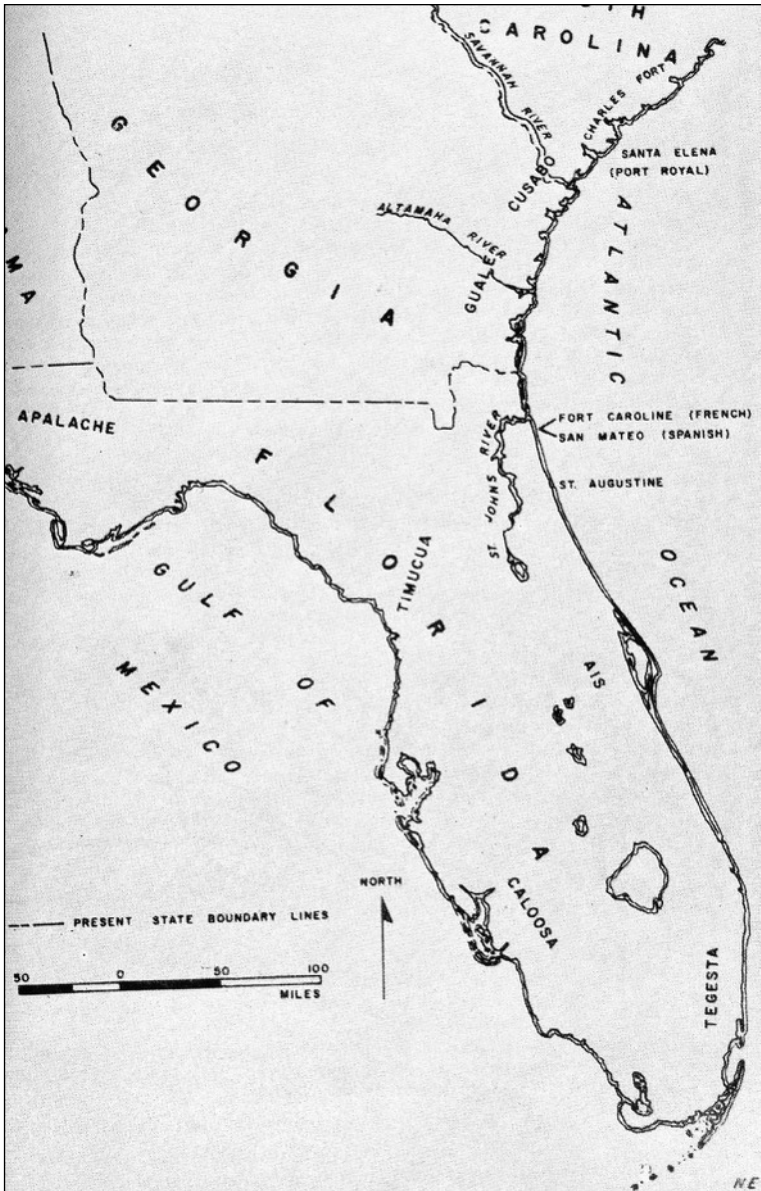 TH
CAROLINA
SAVANNAH RIVER
CHARLES FORT
SANTA ELENA
(PORT ROYAL)
CUSABO
ATLANTIC
GEORGIA
ALTAMAHA RIVER
GUALE
MA
APALACHE
FORT CAROLINE (FRENCH)
SAN MATEO (SPANISH)
ST. JOHNS RIVER
ST. AUGUSTINE
FLORIDA
TIMUCUA
OCEAN
GULF OF
MEXICO
AIS
NORTH
CALOOSA
PRESENT STATE BOUNDARY LINES
50 0 50 100
MILES
TEGESTA
NE